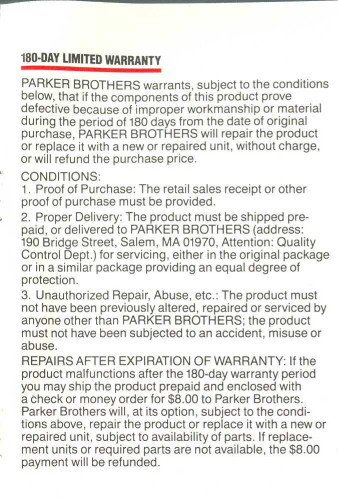 180-DAY LIMITED WARRANTY
PARKER BROTHERS warrants, subject to the conditions
below, that if the components of this product prove
defective because of improper workmanship or material
during the period of 180 days from the date of original
purchase, PARKER BROTHERS will repair the product
or replace it with a new or repaired unit, without charge,
or will refund the purchase price.
CONDITIONS:
1. Proof of Purchase: The retail sales receipt or other
proof of purchase must be provided.
2. Proper Delivery: The product must be shipped pre-
paid, or delivered to PARKER BROTHERS (address:
190 Bridge Street, Salem, MA 01970, Attention: Quality
Control Dept.) for servicing, either in the original package
or in a similar package providing an equal degree of
protection.
3. Unauthorized Repair, Abuse, etc.: The product must
not have been previously altered, repaired or serviced by
anyone other than PARKER BROTHERS; the product
must not have been subjected to an accident, misuse or
abuse.
REPAIRS AFTER EXPIRATION OF WARRANTY: If the
product malfunctions after the 180-day warranty period
you may ship the product prepaid and enclosed with
a check or money order for $8.00 to Parker Brothers.
Parker Brothers will, at its option, subject to the condi-
tions above, repair the product or replace it with a new or
repaired unit, subject to availability of parts. If replace-
ment units or required parts are not available, the $8.00
payment will be refunded.